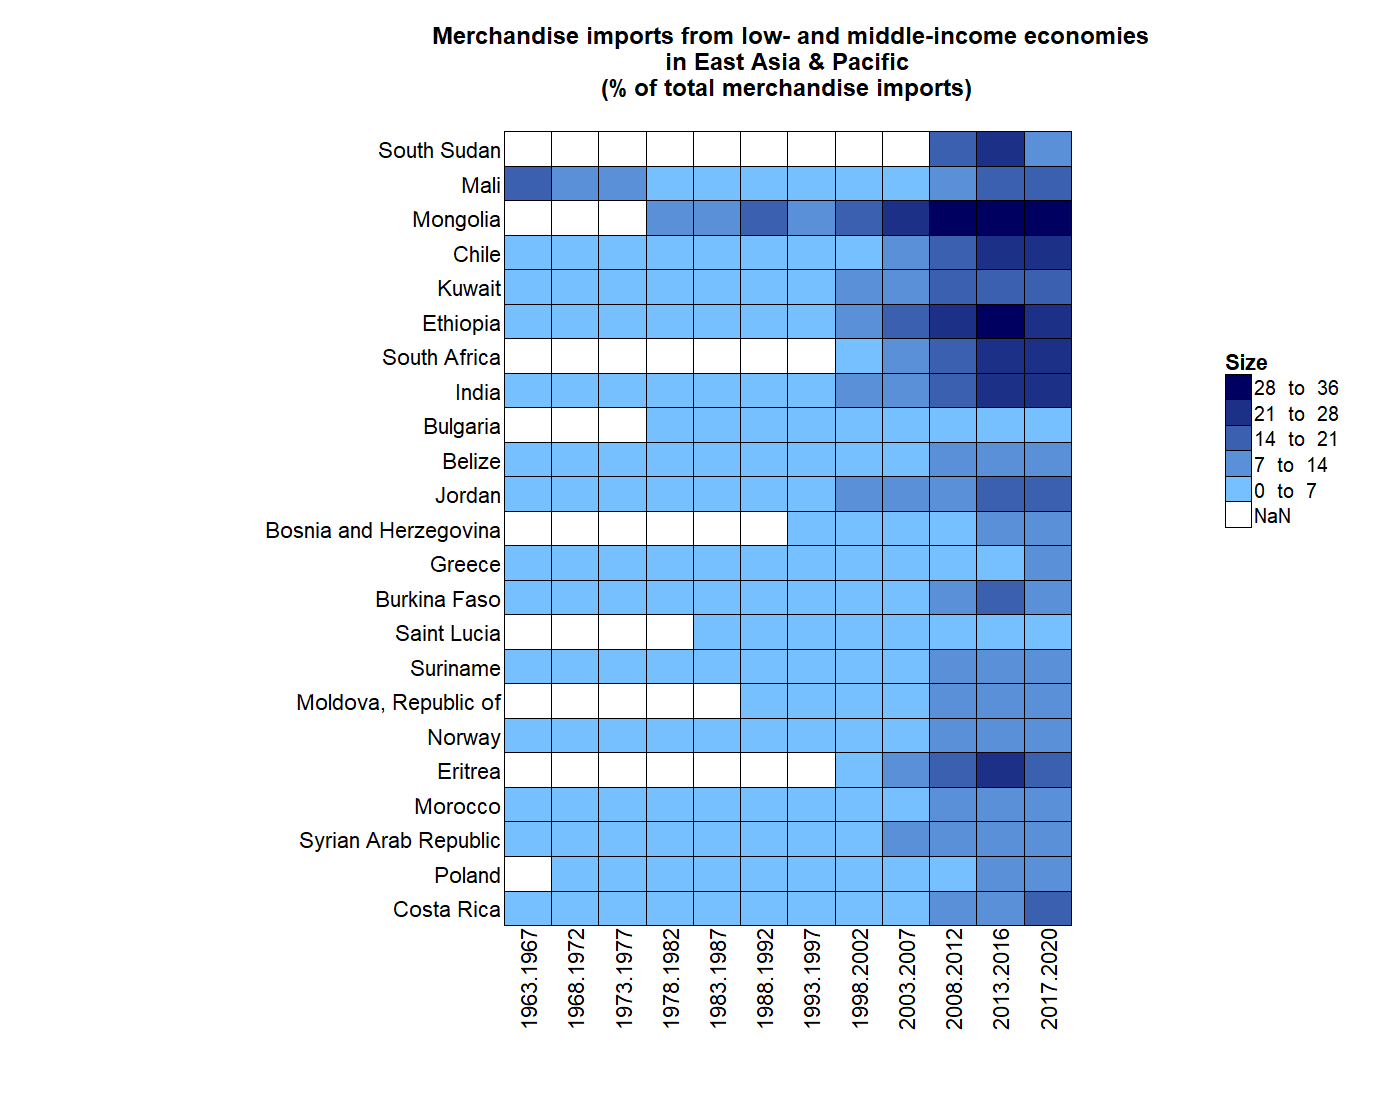 Merchandise imports from low- and middle-income economies
in East Asia & Pacific
(% of total merchandise imports)
South Sudan
Mali
Mongolia
Chile
Kuwait
Ethiopia
South Africa
India
Bulgaria
Belize
Jordan
Bosnia and Herzegovina
Greece
Burkina Faso
Saint Lucia
Suriname
Moldova, Republic of
Norway
Eritrea
Morocco
Syrian Arab Republic
Poland
Costa Rica
1963.1967
1968.1972
1973.1977
1978.1982
1983.1987
1988.1992
1993.1997
1998.2002
2003.2007
2008.2012
2013.2016
2017.2020
Size
28 to 36
21 to 28
14 to 21
7 to 14
0 to 7
NaN